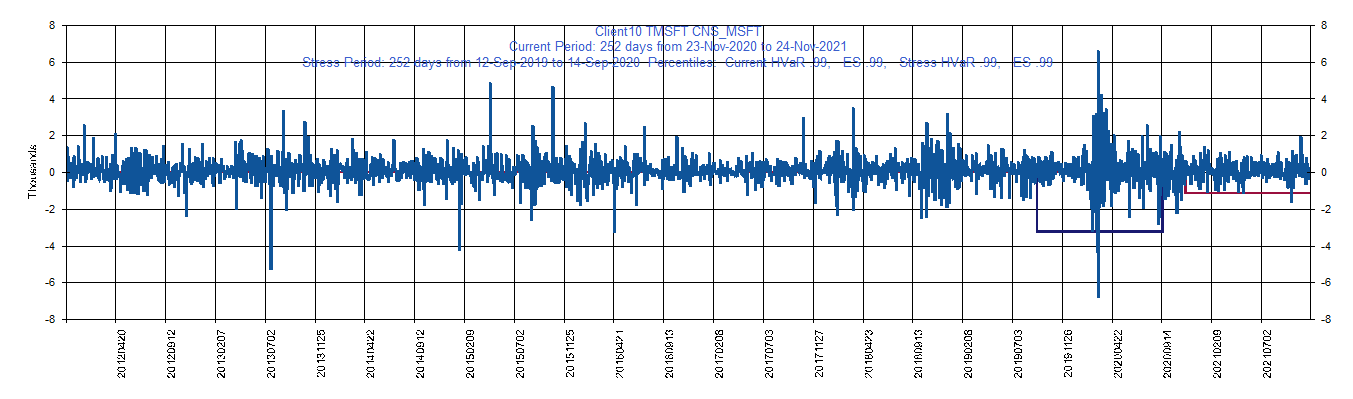 Client10 TMSFT CNS_MSFT
Current Period: 252 days from 23-Nov-2020 to 24-Nov-2021
Stress Period: 252 days from 12-Sep-2019 to 14-Sep-2020 Percentiles: Current HVaR .99, ES .99, Stress HVaR .99, ES .99
8 8
6 6
4 4
2 2
0 0
-2 -2
-4 -4
-6 -6
-8 -8
Thousands
20120420 20120912 20130207 20130702 20131125 20140422 20140912 20150209 20150702 20151125 20160421 20160913 20170208 20170703 20171127 20180423 20180913 20190208 20190703 20191126 20200422 20200914 20210209 20210702